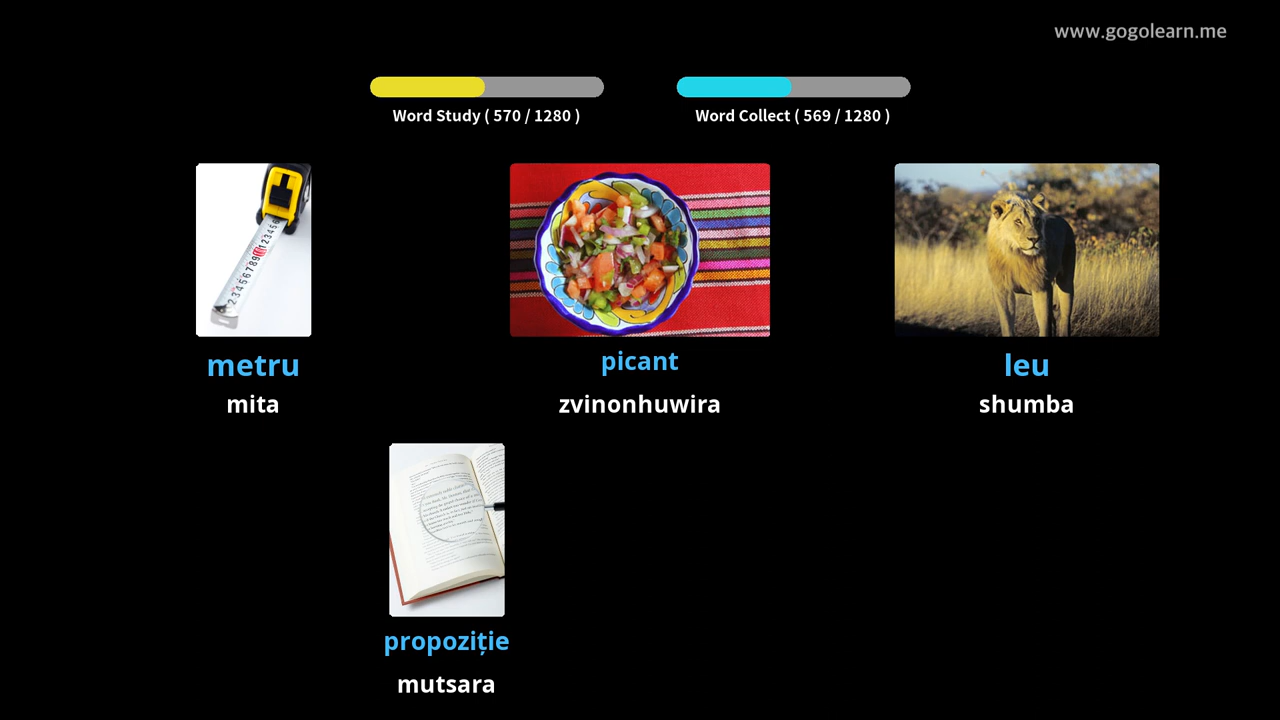 www.gogolearn.me
Word Study ( 570 / 1280 )
Word Collect ( 569 / 1280 )
metru
picant
leu
mita
zvinonhuwira
shumba
propoziție
mutsara